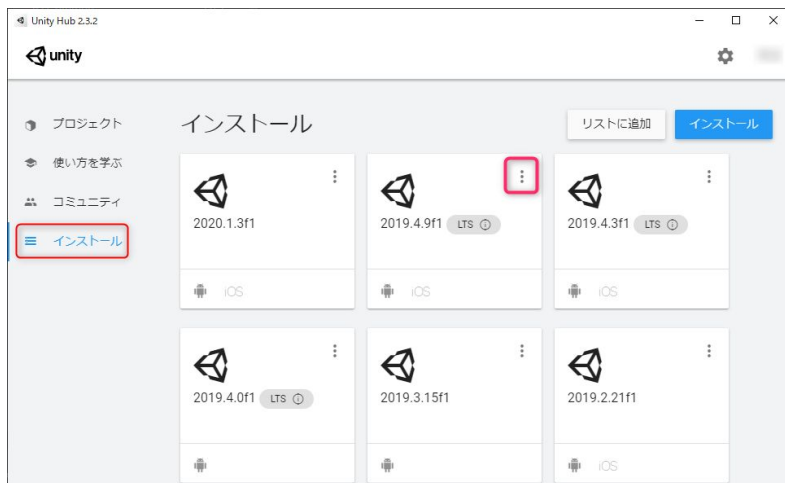 Unity Hub 2.3.2
unity
プロジェクト
使い方を学ぶ
コミュニティ
インストール
インストール
リストに追加
インストール
2020.1.3f1
2019.4.9f1 LTS
2019.4.3f1 LTS
iOS
iOS
iOS
2019.4.0f1 LTS
2019.3.15f1
2019.2.21f1
iOS